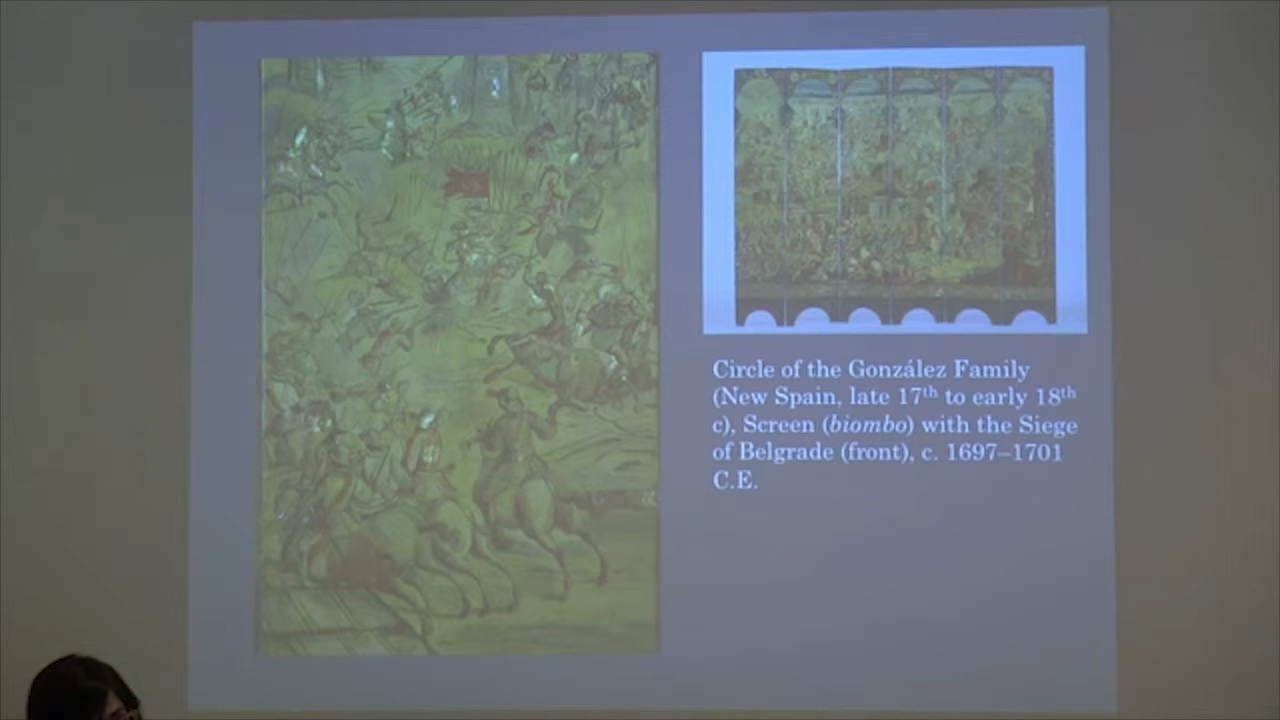 Circle of the González Family
(New Spain, late 17th to early 18th
c), Screen (biombo) with the Siege
of Belgrade (front), c. 1697–1701
C.E.